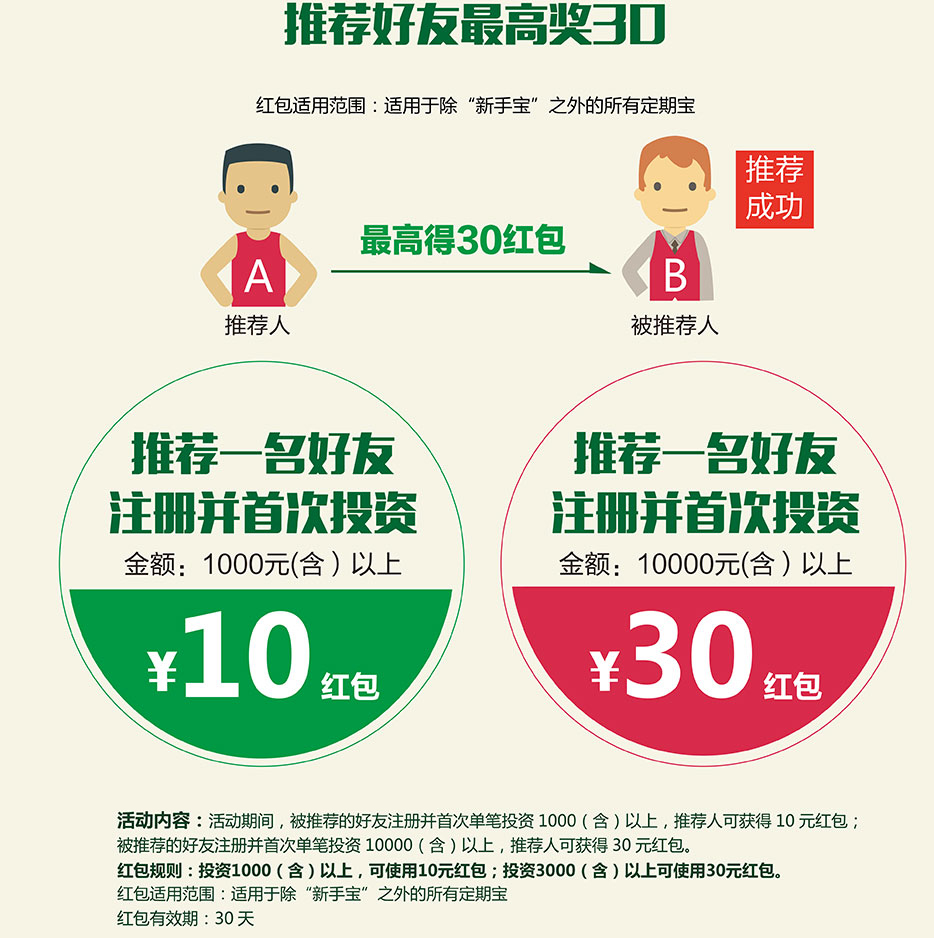 推荐好友最高奖30
红包适用范围：适用于除“新手宝”之外的所有定期宝
推荐
成功
最高得30红包
A
B
推荐人
被推荐人
推荐一名好友
注册并首次投资
金额：1000元(含）以上
¥10红包
推荐一名好友
注册并首次投资
金额：10000元(含）以上
¥30红包
活动内容：活动期间，被推荐的好友注册并首次单笔投资 1000（含）以上，推荐人可获得 10 元红包；
被推荐的好友注册并首次单笔投资 10000（含）以上，推荐人可获得 30 元红包。
红包规则：投资1000（含）以上，可使用10元红包；投资3000（含）以上可使用30元红包。
红包适用范围：适用于除“新手宝”之外的所有定期宝
红包有效期：30 天